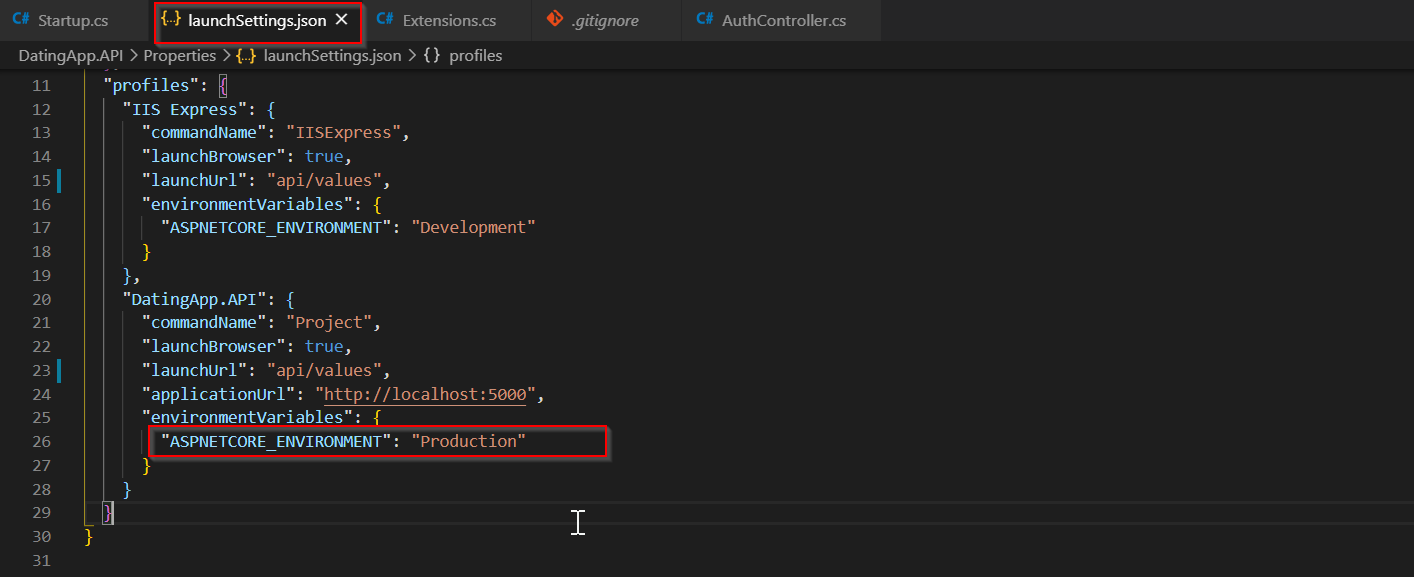 C# Startup.cs {..} launchSettings.json × C# Extensions.cs .gitignore C# AuthController.cs
DatingApp.API > Properties > {..} launchSettings.json > {} profiles
11 "profiles": {
12 "IIS Express": {
13 "commandName": "IISExpress",
14 "launchBrowser": true,
15 "launchUrl": "api/values",
16 "environmentVariables": {
17 "ASPNETCORE_ENVIRONMENT": "Development"
18 }
19 },
20 "DatingApp.API": {
21 "commandName": "Project",
22 "launchBrowser": true,
23 "launchUrl": "api/values",
24 "applicationUrl": "http://localhost:5000",
25 "environmentVariables": {
26 "ASPNETCORE_ENVIRONMENT": "Production"
27 }
28 }
29 }
30 }
31